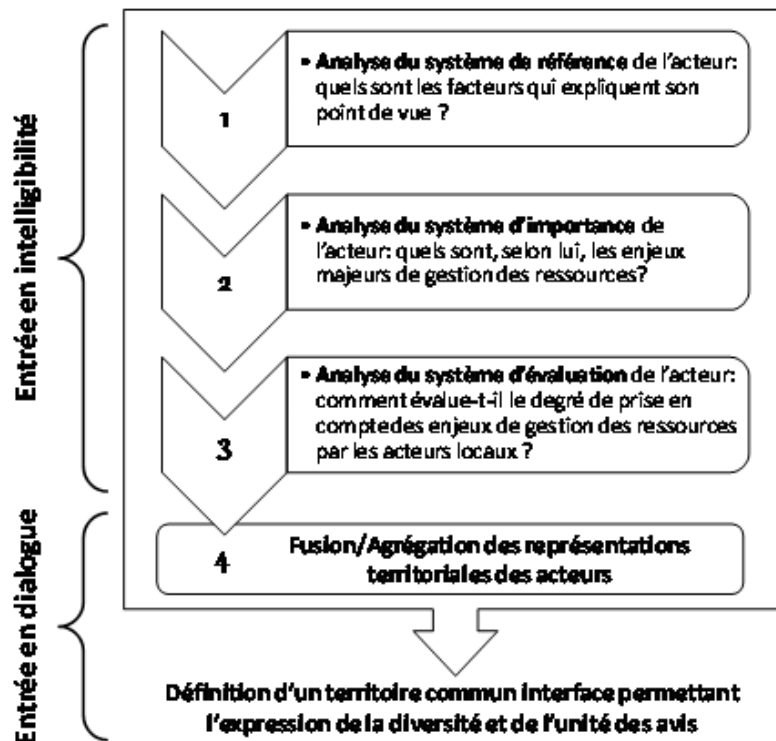 Entrée en intelligibilité
1
• Analyse du système de référence de l'acteur:
quels sont les facteurs qui expliquent son
point de vue ?
2
• Analyse du système d'importance de
l'acteur: quels sont, selon lui, les enjeux
majeurs de gestion des ressources?
3
• Analyse du système d'évaluation de l'acteur:
comment évalue-t-il le degré de prise en
compte des enjeux de gestion des ressources
par les acteurs locaux ?
Entrée en dialogue
4
Fusion/Agrégation des représentations
territoriales des acteurs
Définition d'un territoire commun interface permettant
l'expression de la diversité et de l'unité des avis